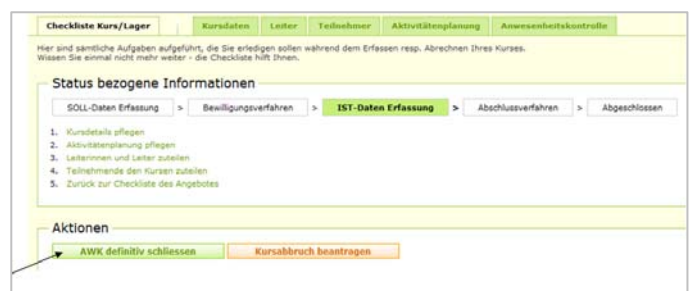 Checkliste Kurs/Lager Kursdaten Leiter Teilnehmer Aktivitätenplanung Anwesenheitskontrolle
Hier sind sämtliche Aufgaben aufgeführt, die Sie erledigen sollen während dem Erfassen resp. Abrechnen Ihres Kurses.
Wissen Sie einmal nicht mehr weiter - die Checkliste hilft Ihnen.
Status bezogene Informationen
SOLL-Daten Erfassung > Bewilligungsverfahren > IST-Daten Erfassung > Abschlussverfahren > Abgeschlossen
1. Kursdetails pflegen
2. Aktivitätenplanung pflegen
3. Leiterinnen und Leiter zuteilen
4. Teilnehmende den Kursen zuteilen
5. Zurück zur Checkliste des Angebotes
Aktionen
AWK definitiv schliessen Kursabbruch beantragen